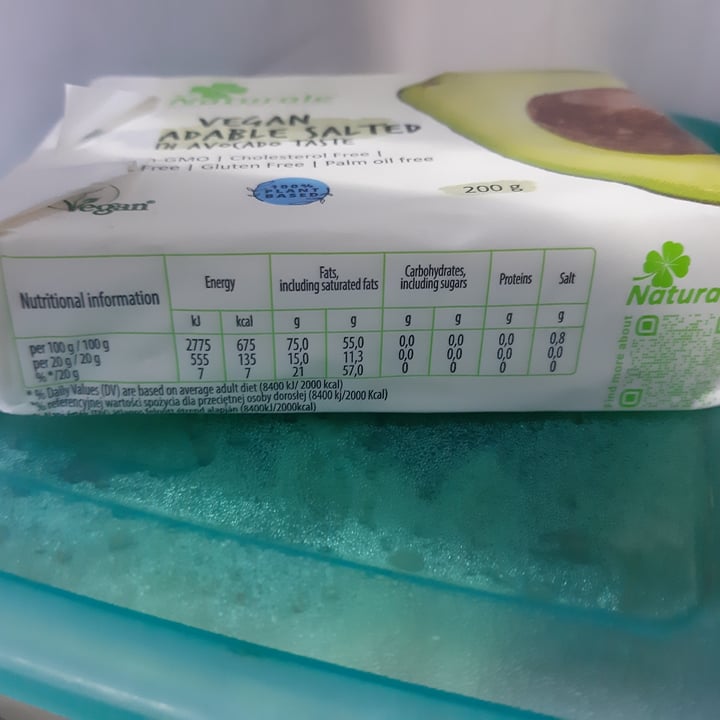 Naturale
VEGAN
ADABLE SALTED
TH AVOCADO TASTE
-GMO | Cholesterol Free |
Free | Gluten Free | Palm oil free
Vegan
100%
PLANT
BASED
200 g
Nutritional information
Energy
Fats,
including saturated fats
Carbohydrates,
including sugars
Proteins
Salt
kJ kcal g g g g g g
per 100 g / 100 g 2775 675 75,0 55,0 0,0 0,0 0,0 0,8
per 20 g / 20 g 555 135 15,0 11,3 0,0 0,0 0,0 0,0
% */20 g 7 7 21 57,0 0 0 0 0
* % Daily Values (DV) are based on average adult diet (8400 kJ/ 2000 kcal)
% referencyjnej wartości spożycia dla przeciętnej osoby dorosłej (8400 kj/2000 Kcal)
alapján (8400kJ/2000kcal)
Natura
Find more about